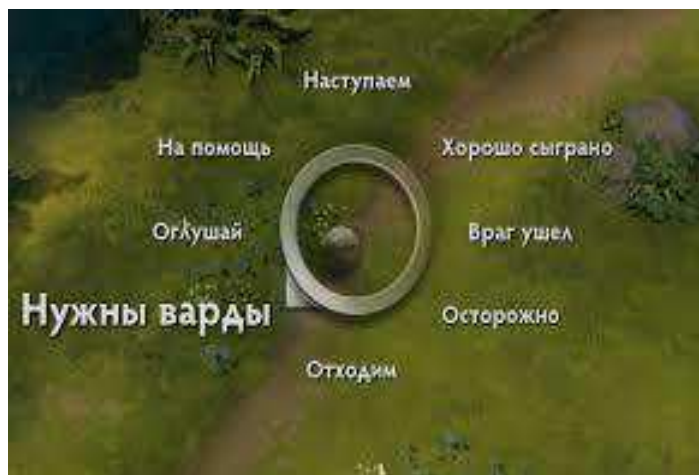 Наступаем
На помощь
Хорошо сыграно
Оглушай
Враг ушел
Нужны варды
Осторожно
Отходим